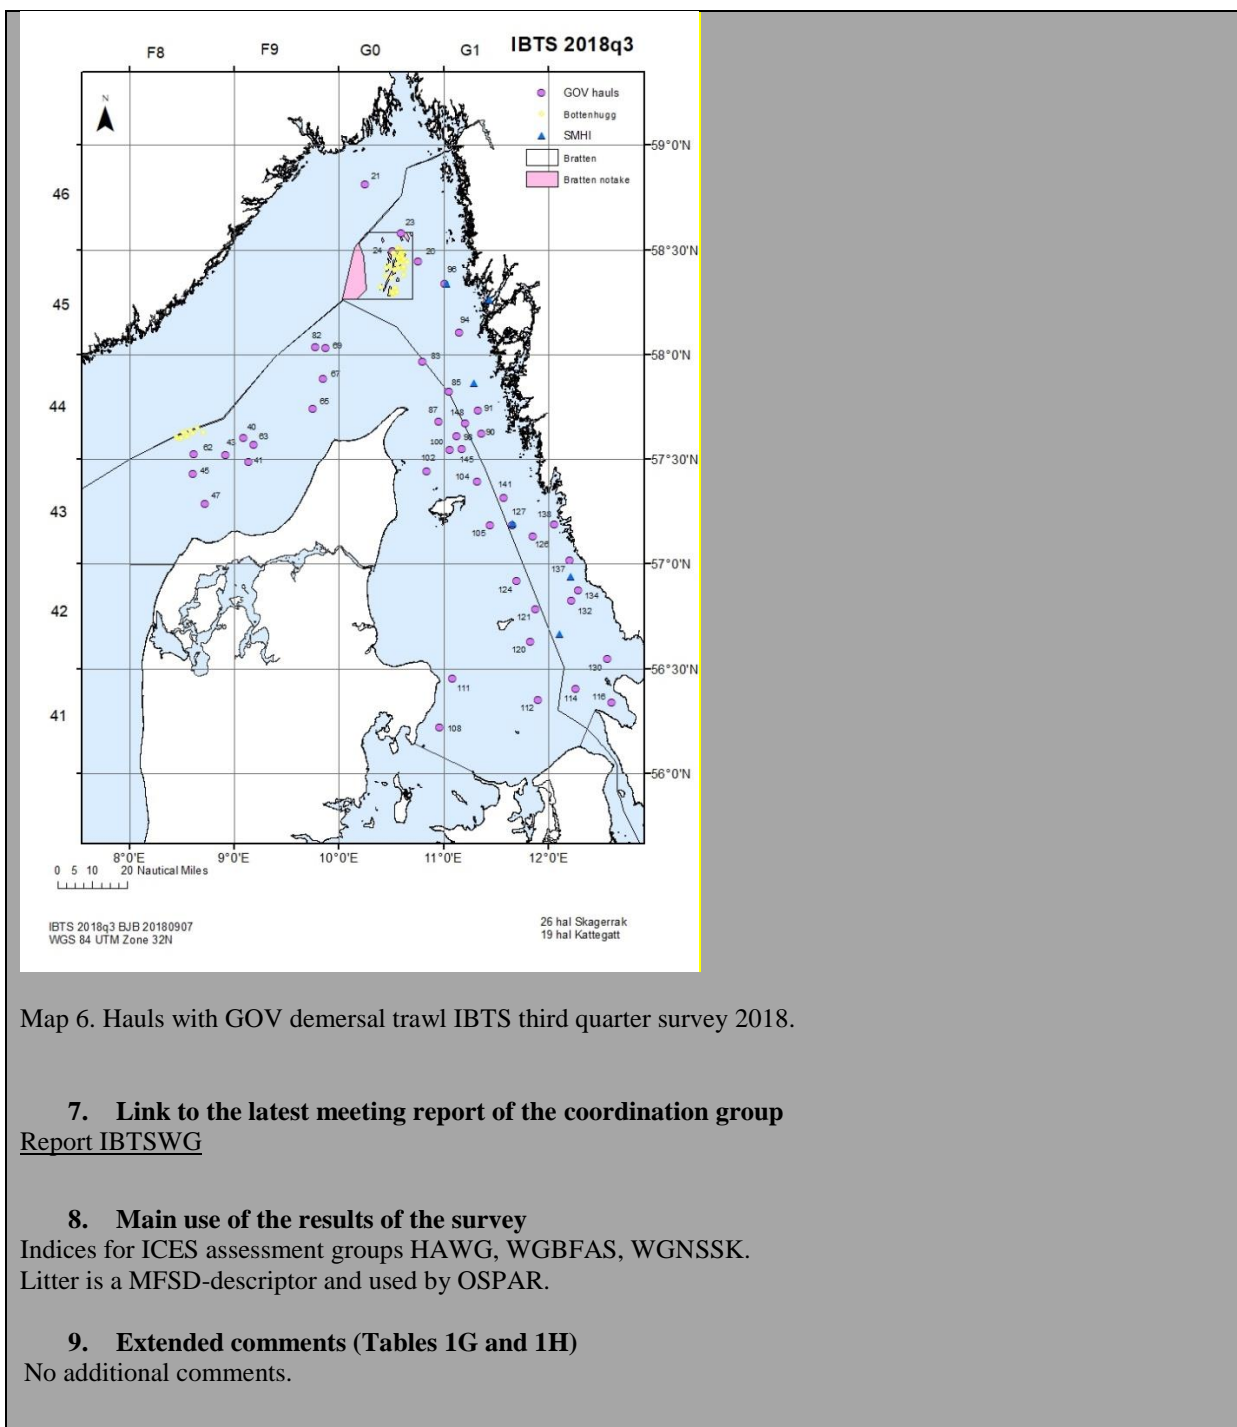 IBTS 2018q3
F8
F9
G0
G1
N
GOV hauls
Bottenhugg
SMHI
Bratten
Bratten notake
59°0'N
46
21
23
58°30'N
24
20
96
45
94
82
69
83
58°0'N
67
85
44
65
87
148
91
40
98
90
43
63
100
62
41
145
57°30'N
45
102
104
47
141
43
127
138
105
126
137
57°0'N
124
134
42
121
132
120
130
56°30'N
111
114
116
41
112
108
56°0'N
8°0'E
9°0'E
10°0'E
11°0'E
12°0'E
0 5 10 20 Nautical Miles
IBTS 2018q3 BJB 20180907
WGS 84 UTM Zone 32N
26 hal Skagerrak
19 hal Kattegatt
Map 6. Hauls with GOV demersal trawl IBTS third quarter survey 2018.
7. Link to the latest meeting report of the coordination group
Report IBTSWG
8. Main use of the results of the survey
Indices for ICES assessment groups HAWG, WGBFAS, WGNSSK.
Litter is a MFSD-descriptor and used by OSPAR.
9. Extended comments (Tables 1G and 1H)
No additional comments.